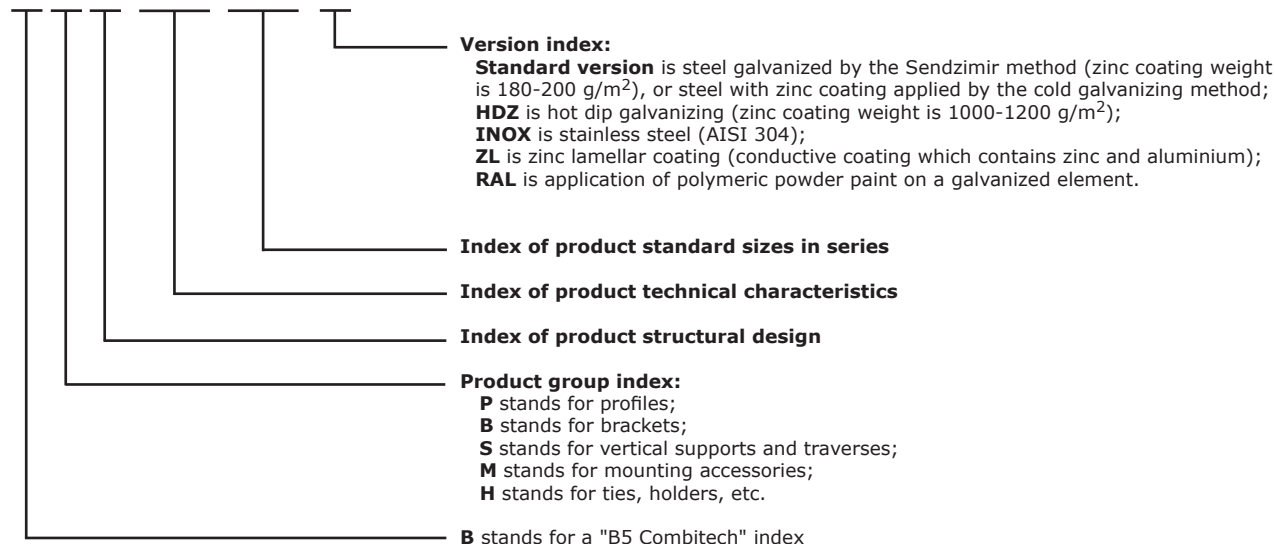 Version index:
Standard version is steel galvanized by the Sendzimir method (zinc coating weight
is 180-200 g/m²), or steel with zinc coating applied by the cold galvanizing method;
HDZ is hot dip galvanizing (zinc coating weight is 1000-1200 g/m²);
INOX is stainless steel (AISI 304);
ZL is zinc lamellar coating (conductive coating which contains zinc and aluminium);
RAL is application of polymeric powder paint on a galvanized element.
Index of product standard sizes in series
Index of product technical characteristics
Index of product structural design
Product group index:
P stands for profiles;
B stands for brackets;
S stands for vertical supports and traverses;
M stands for mounting accessories;
H stands for ties, holders, etc.
B stands for a "B5 Combitech" index